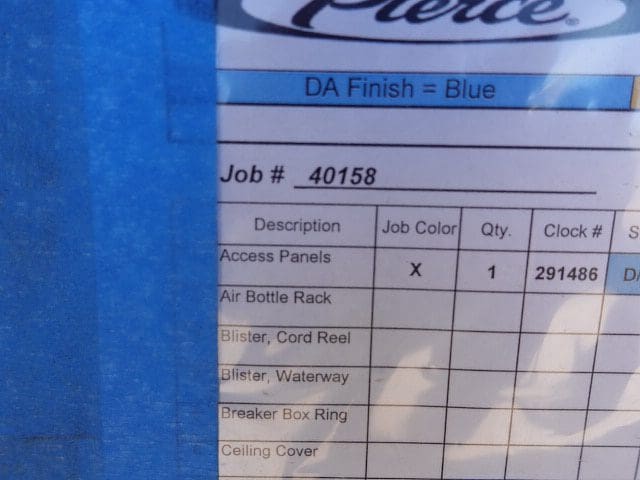 Pierce®
DA Finish = Blue
Job # 40158
Description Job Color Qty. Clock # S
Access Panels X 1 291486 DA
Air Bottle Rack
Blister, Cord Reel
Blister, Waterway
Breaker Box Ring
Ceiling Cover